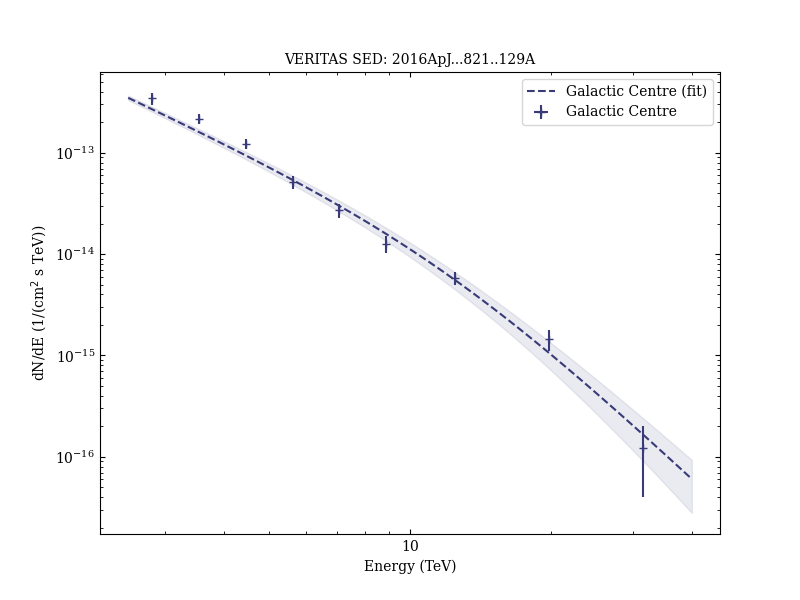 VERITAS SED: 2016ApJ...821..129A
Galactic Centre (fit)
Galactic Centre
10⁻¹³
10⁻¹⁴
10⁻¹⁵
10⁻¹⁶
dN/dE (1/(cm² s TeV))
10
Energy (TeV)